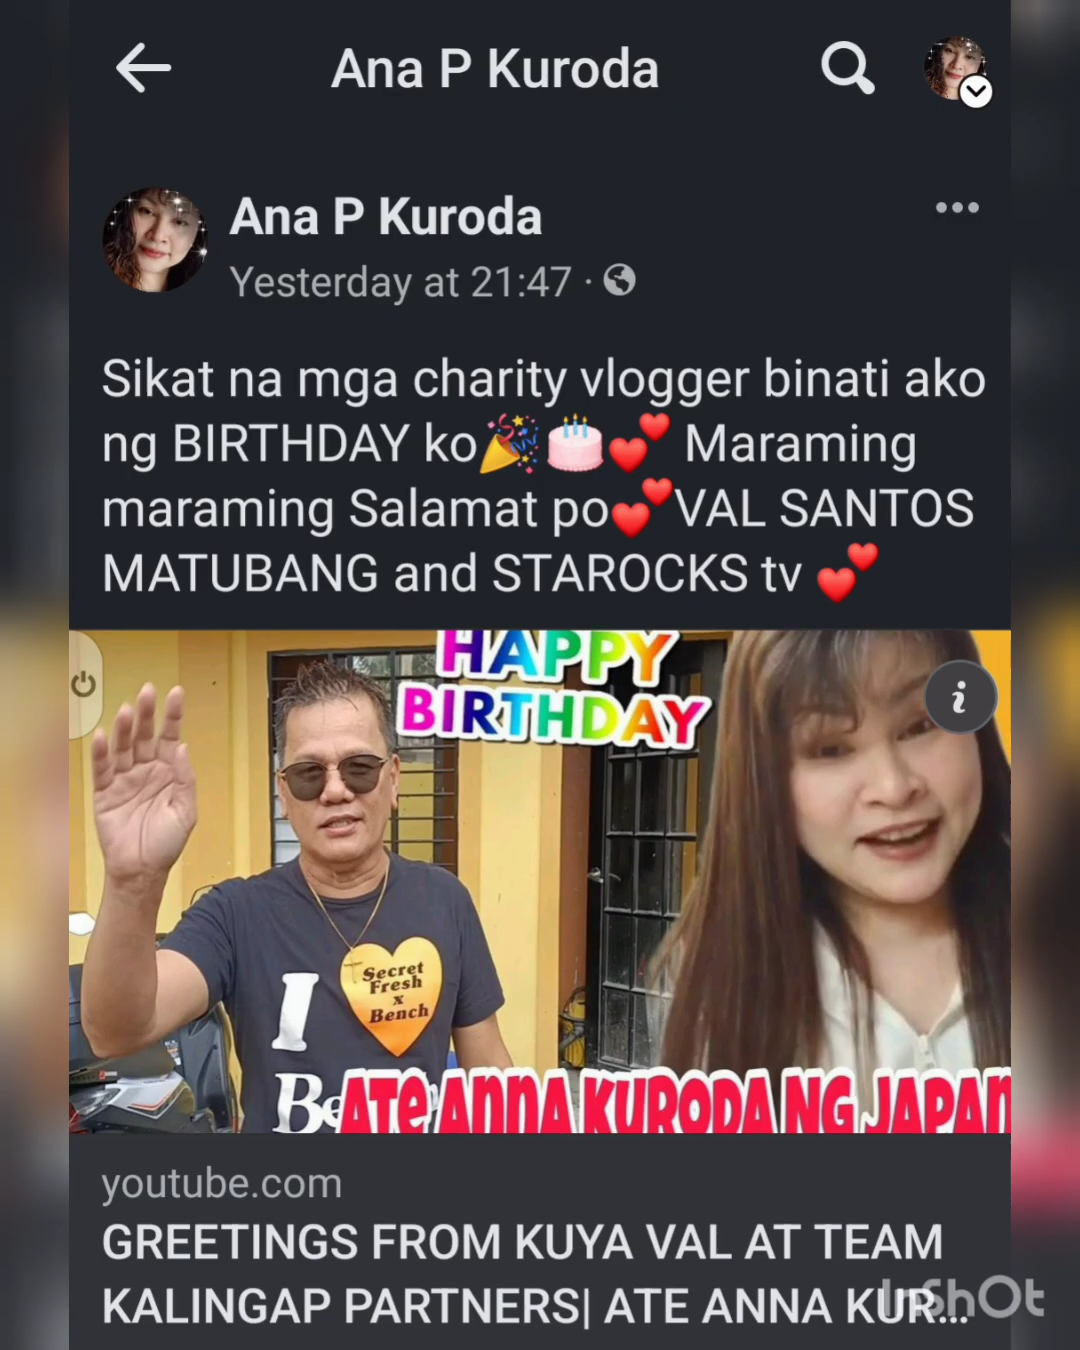 Ana P Kuroda
Ana P Kuroda
Yesterday at 21:47 ·
Sikat na mga charity vlogger binati ako
ng BIRTHDAY ko🎉🎂💕 Maraming
maraming Salamat po💕VAL SANTOS
MATUBANG and STAROCKS tv 💕
HAPPY
BIRTHDAY
I
Secret
Fresh
x
Bench
Be
ATe AnnA KURODA NG JAPAn
youtube.com
GREETINGS FROM KUYA VAL AT TEAM
KALINGAP PARTNERS| ATE ANNA KUR...
InShOt